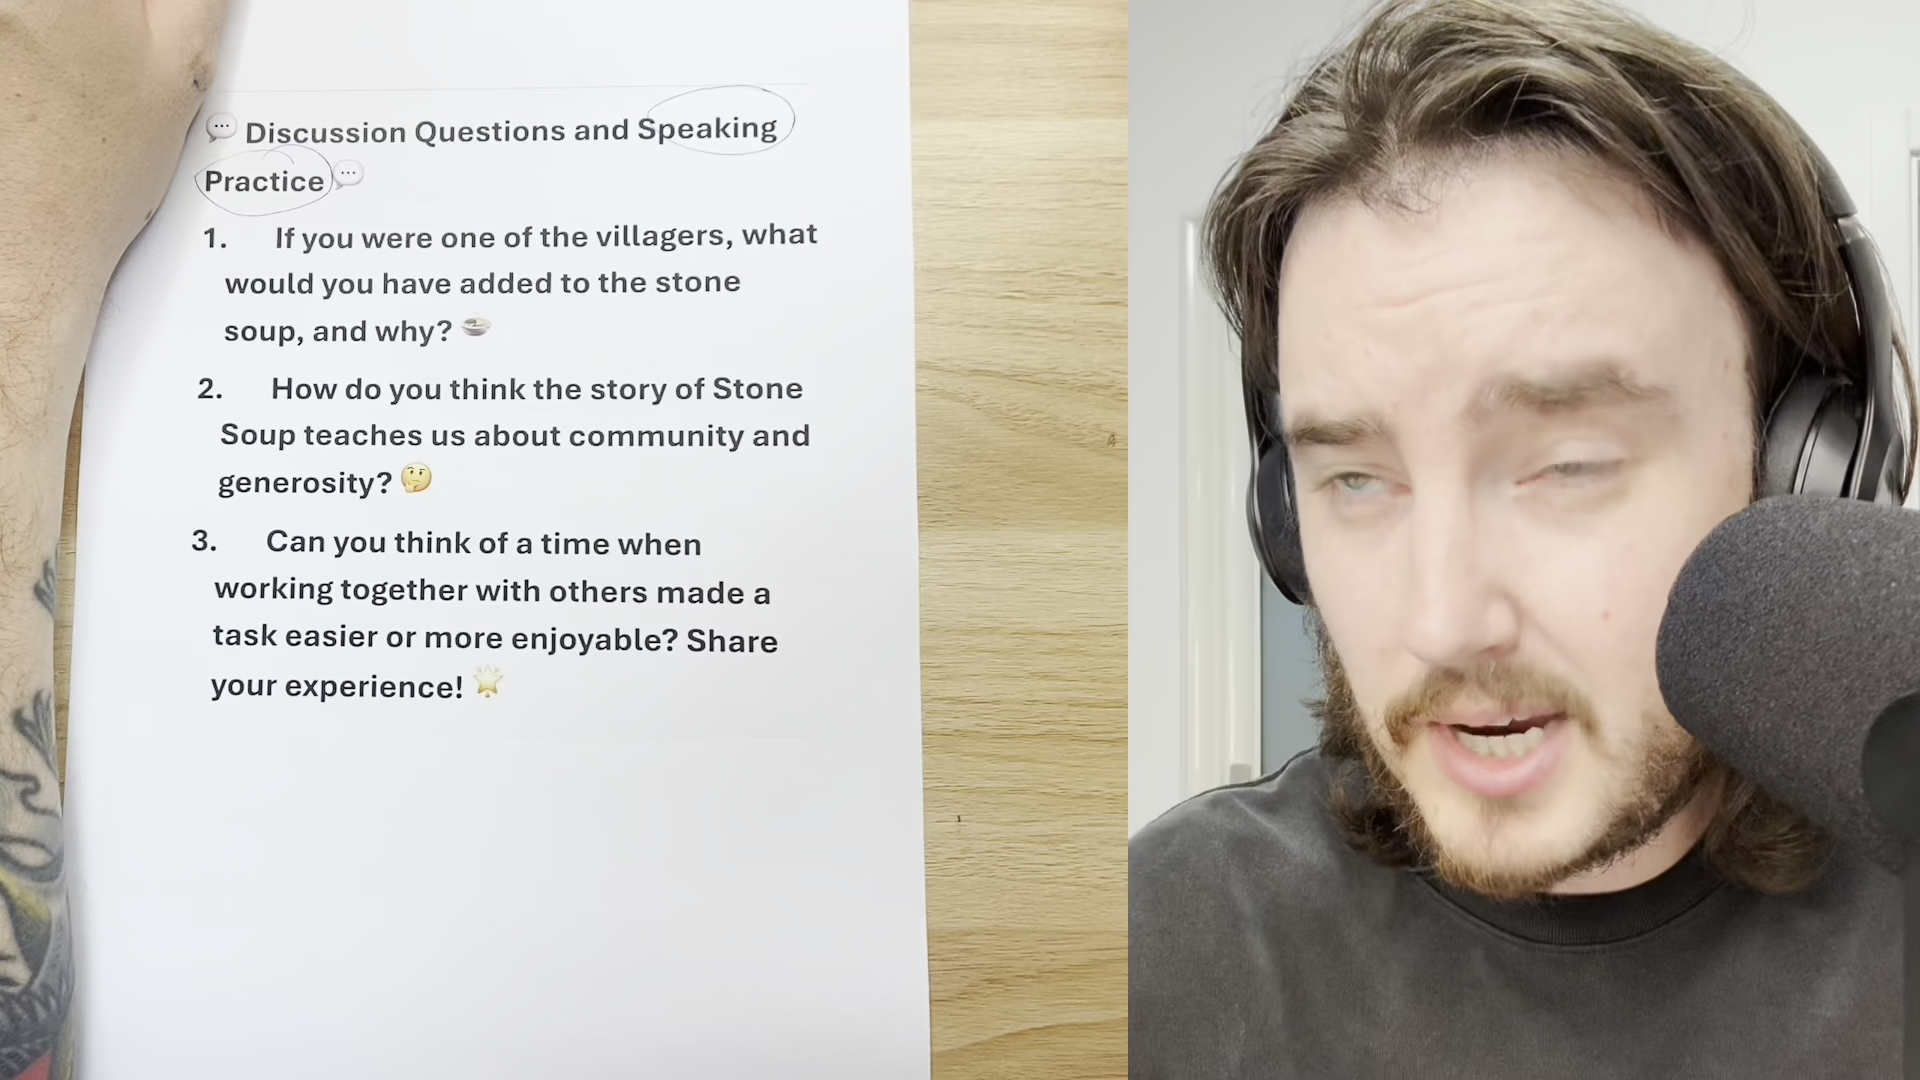 💬 Discussion Questions and Speaking
Practice 💬
1. If you were one of the villagers, what
would you have added to the stone
soup, and why? 🍲
2. How do you think the story of Stone
Soup teaches us about community and
generosity? 🤔
3. Can you think of a time when
working together with others made a
task easier or more enjoyable? Share
your experience! 🌟